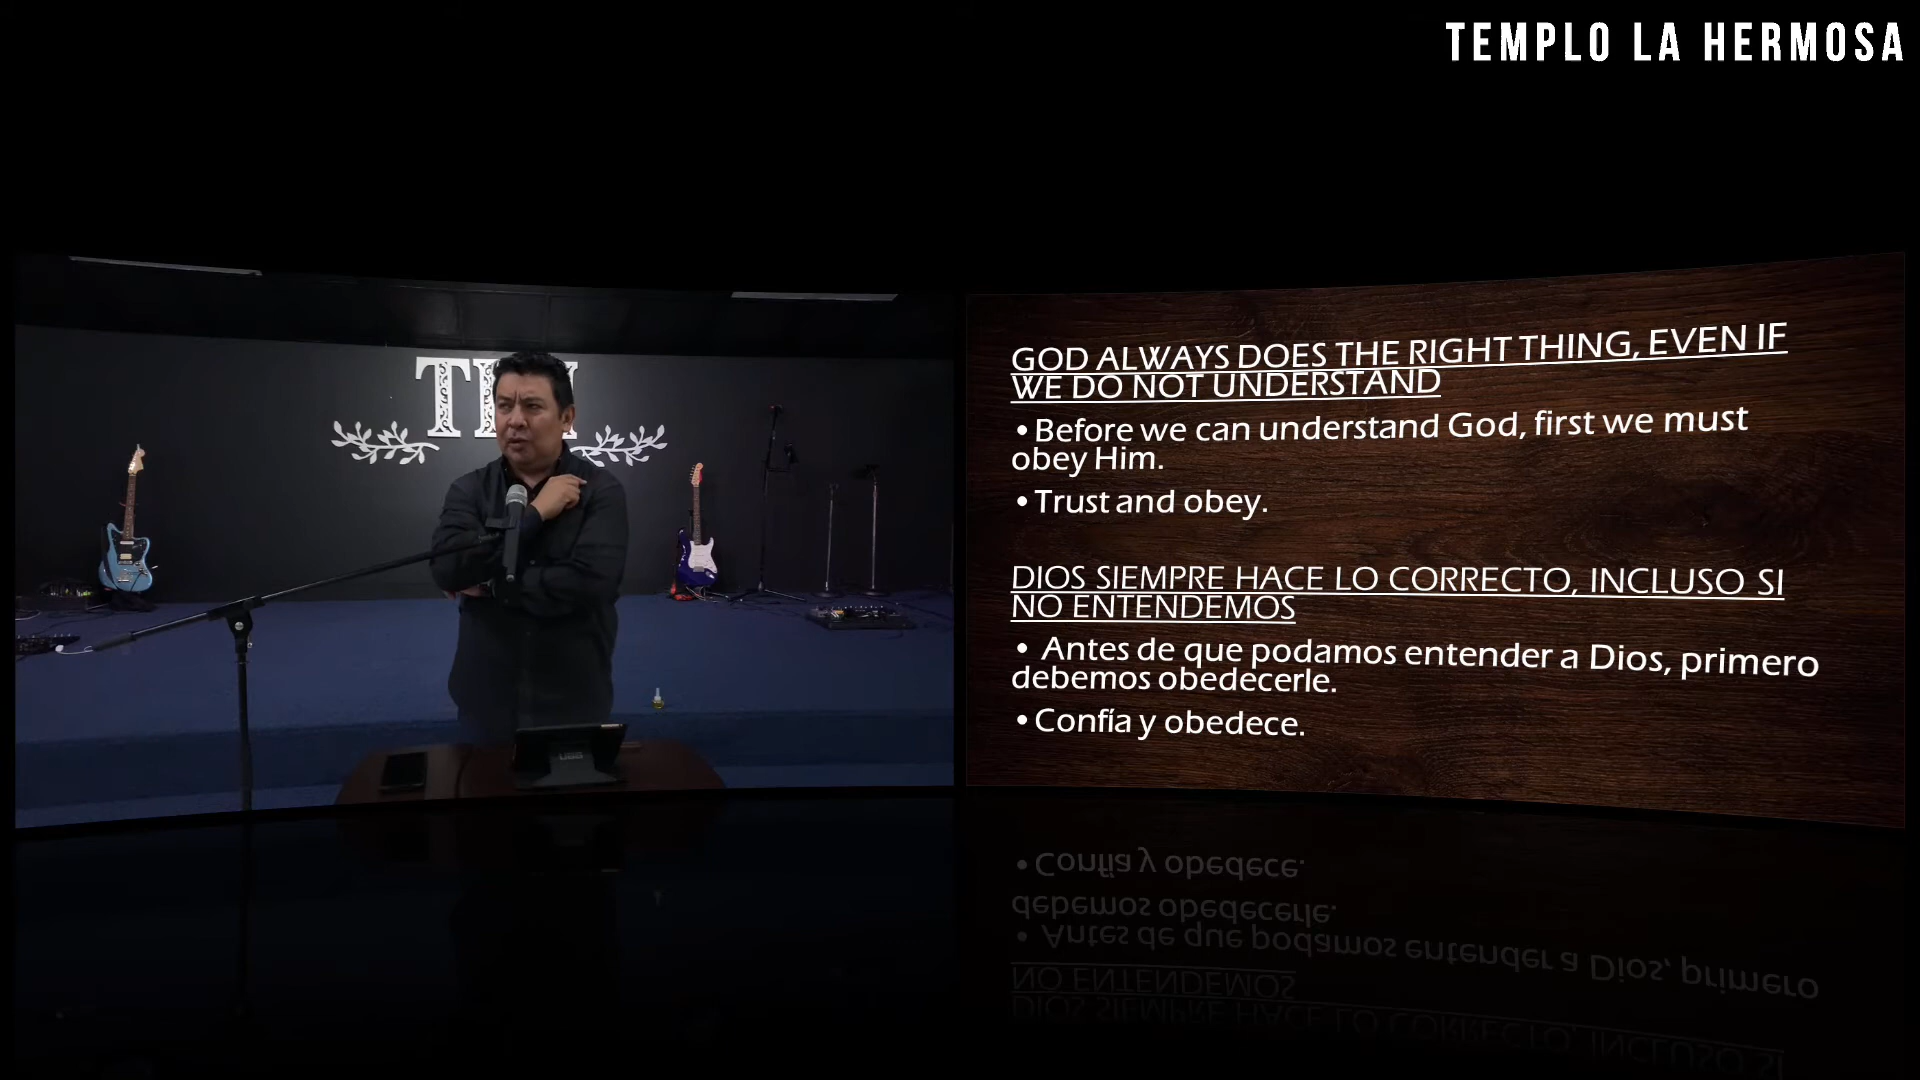 TEMPLO LA HERMOSA
GOD ALWAYS DOES THE RIGHT THING, EVEN IF
WE DO NOT UNDERSTAND
• Before we can understand God, first we must
obey Him.
• Trust and obey.
DIOS SIEMPRE HACE LO CORRECTO, INCLUSO SI
NO ENTENDEMOS
• Antes de que podamos entender a Dios, primero
debemos obedecerle.
• Confía y obedece.